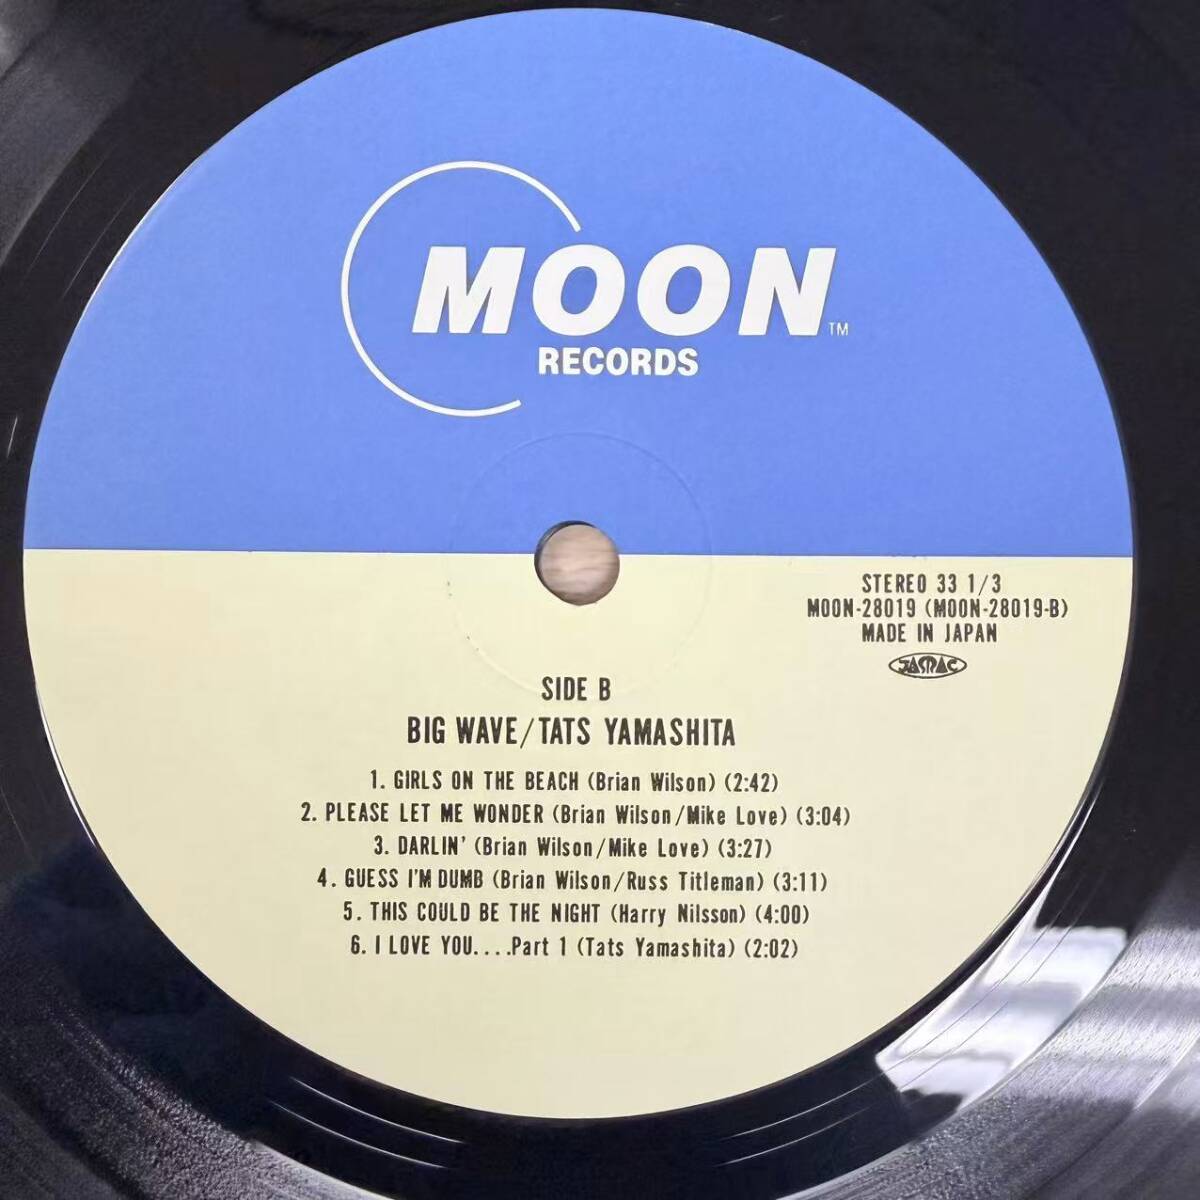 MOON™
RECORDS
STEREO 33 1/3
MOON-28019 (MOON-28019-B)
MADE IN JAPAN
JASRAC
SIDE B
BIG WAVE/TATS YAMASHITA
1. GIRLS ON THE BEACH (Brian Wilson) (2:42)
2. PLEASE LET ME WONDER (Brian Wilson/Mike Love) (3:04)
3. DARLIN' (Brian Wilson/Mike Love) (3:27)
4. GUESS I'M DUMB (Brian Wilson/Russ Titleman) (3:11)
5. THIS COULD BE THE NIGHT (Harry Nilsson) (4:00)
6. I LOVE YOU....Part 1 (Tats Yamashita) (2:02)